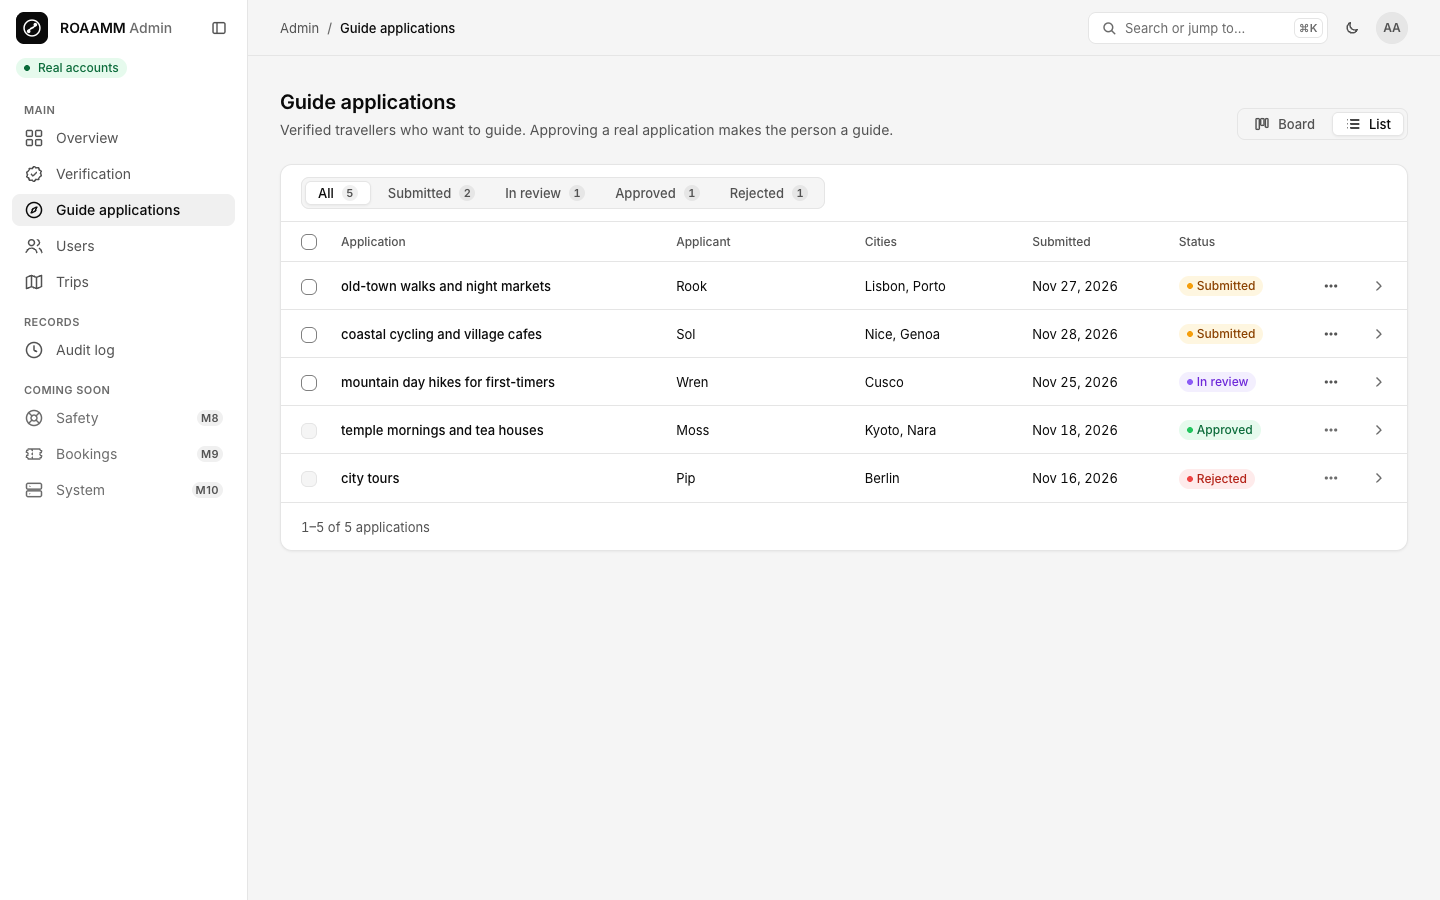 ROAAMM Admin
Real accounts
MAIN
Overview
Verification
Guide applications
Users
Trips
RECORDS
Audit log
COMING SOON
Safety M8
Bookings M9
System M10
Admin / Guide applications
Search or jump to... ⌘K
AA
Guide applications
Verified travellers who want to guide. Approving a real application makes the person a guide.
Board List
All 5 Submitted 2 In review 1 Approved 1 Rejected 1
Application Applicant Cities Submitted Status
old-town walks and night markets Rook Lisbon, Porto Nov 27, 2026 Submitted
coastal cycling and village cafes Sol Nice, Genoa Nov 28, 2026 Submitted
mountain day hikes for first-timers Wren Cusco Nov 25, 2026 In review
temple mornings and tea houses Moss Kyoto, Nara Nov 18, 2026 Approved
city tours Pip Berlin Nov 16, 2026 Rejected
1–5 of 5 applications